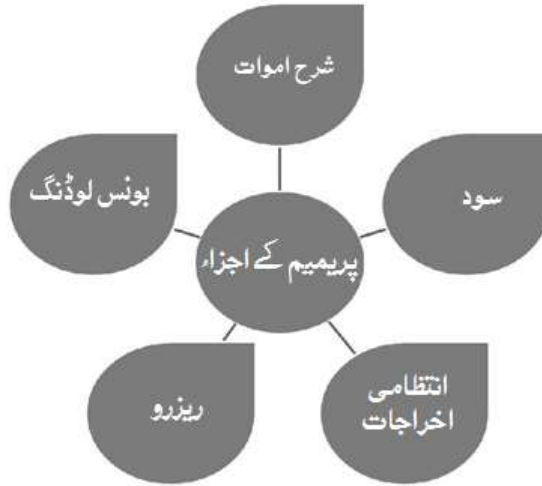 شرح اموات
سود
انتظامی
اخراجات
ریزرو
بونس لوڈنگ
پریمیم کے اجزاء